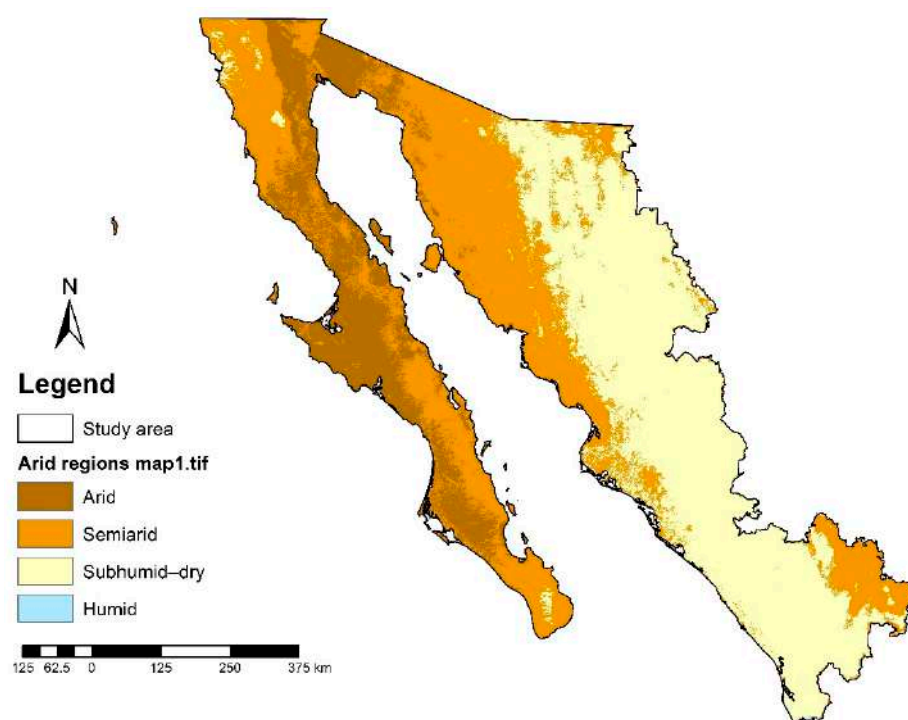 N
Legend
Study area
Arid regions map1.tif
Arid
Semiarid
Subhumid–dry
Humid
125 62.5 0 125 250 375 km